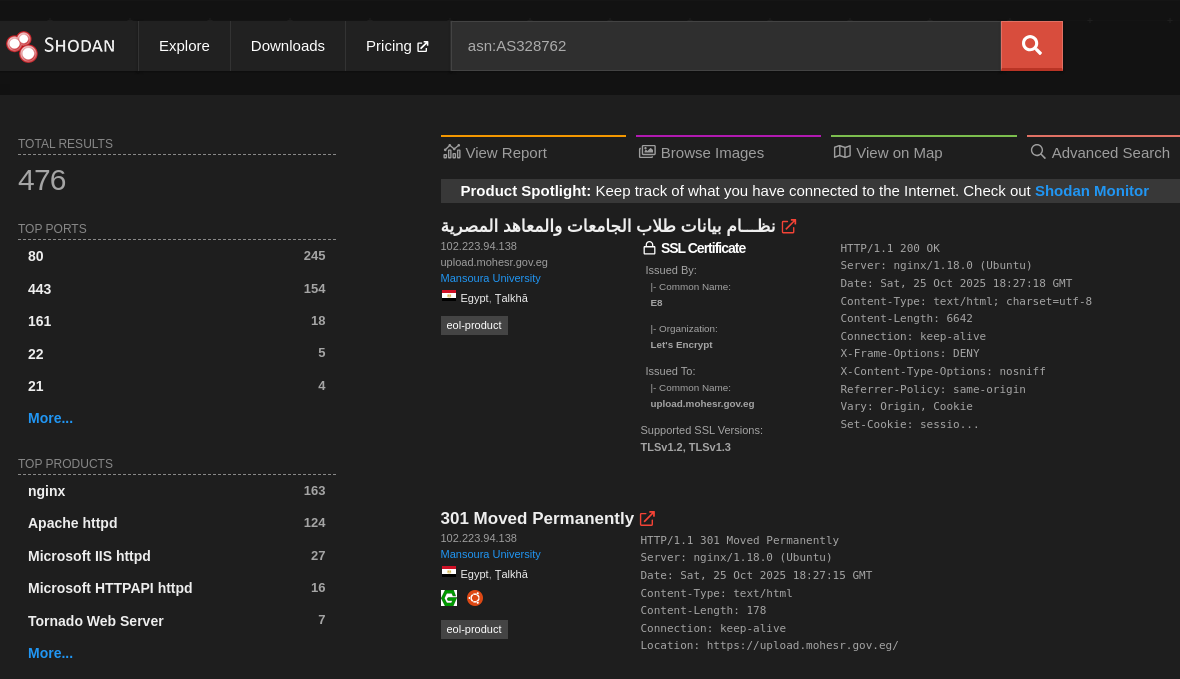 SHODAN
Explore
Downloads
Pricing
asn:AS328762
TOTAL RESULTS
476
TOP PORTS
80 245
443 154
161 18
22 5
21 4
More...
TOP PRODUCTS
nginx 163
Apache httpd 124
Microsoft IIS httpd 27
Microsoft HTTPAPI httpd 16
Tornado Web Server 7
More...
View Report
Browse Images
View on Map
Advanced Search
Product Spotlight: Keep track of what you have connected to the Internet. Check out Shodan Monitor
نظـــام بيانات طلاب الجامعات والمعاهد المصرية
102.223.94.138
upload.mohesr.gov.eg
Mansoura University
Egypt, Ţalkhā
eol-product
SSL Certificate
Issued By:
|- Common Name:
E8
|- Organization:
Let's Encrypt
Issued To:
|- Common Name:
upload.mohesr.gov.eg
Supported SSL Versions:
TLSv1.2, TLSv1.3
HTTP/1.1 200 OK
Server: nginx/1.18.0 (Ubuntu)
Date: Sat, 25 Oct 2025 18:27:18 GMT
Content-Type: text/html; charset=utf-8
Content-Length: 6642
Connection: keep-alive
X-Frame-Options: DENY
X-Content-Type-Options: nosniff
Referrer-Policy: same-origin
Vary: Origin, Cookie
Set-Cookie: sessio...
301 Moved Permanently
102.223.94.138
Mansoura University
Egypt, Ţalkhā
eol-product
HTTP/1.1 301 Moved Permanently
Server: nginx/1.18.0 (Ubuntu)
Date: Sat, 25 Oct 2025 18:27:15 GMT
Content-Type: text/html
Content-Length: 178
Connection: keep-alive
Location: https://upload.mohesr.gov.eg/